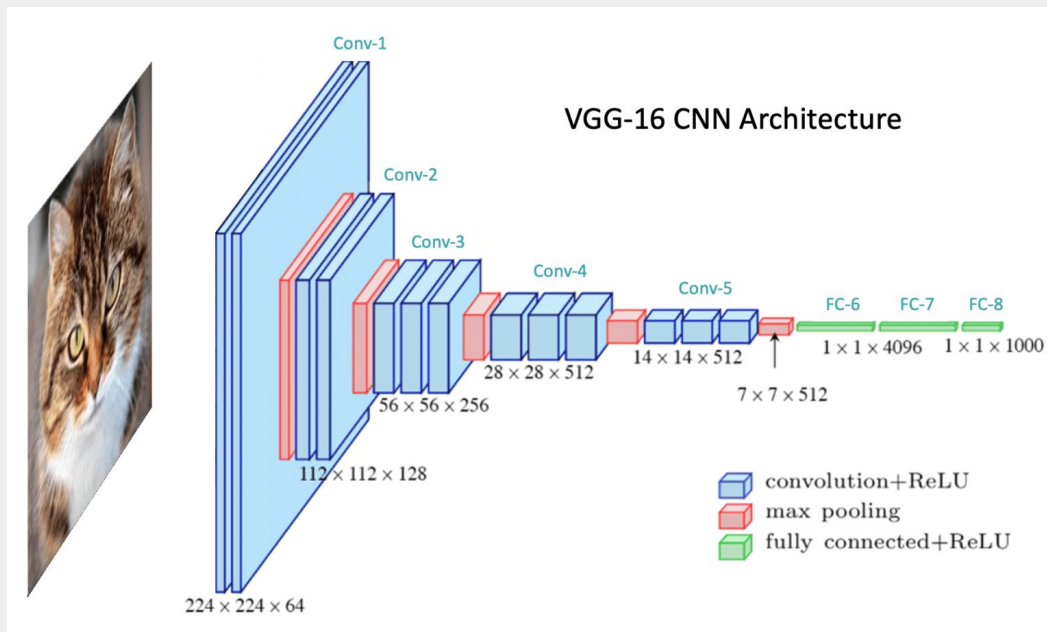 Conv-1
VGG-16 CNN Architecture
Conv-2
Conv-3
Conv-4
Conv-5
FC-6
FC-7
FC-8
1 × 1 × 4096
1 × 1 × 1000
14 × 14 × 512
28 × 28 × 512
7 × 7 × 512
56 × 56 × 256
112 × 112 × 128
convolution+ReLU
max pooling
fully connected+ReLU
224 × 224 × 64